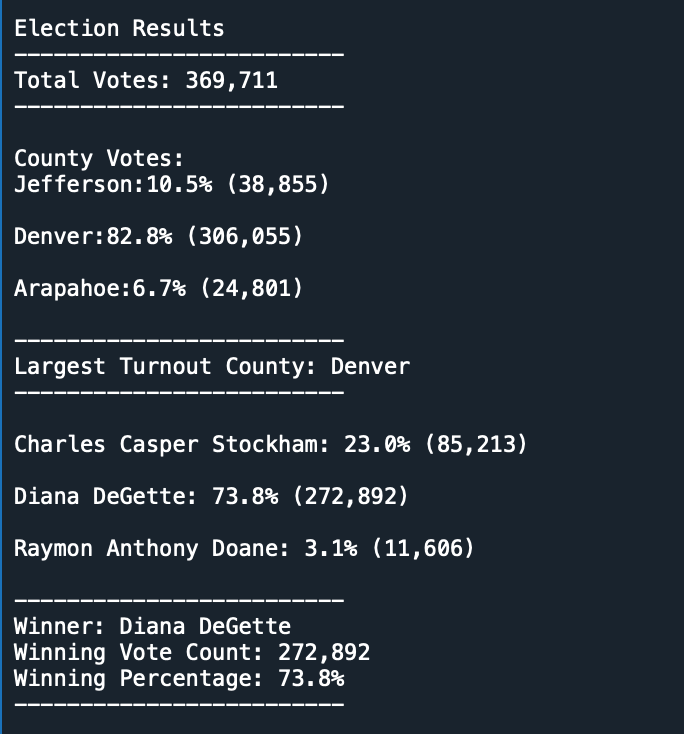 Election Results
-------------------------
Total Votes: 369,711
-------------------------
County Votes:
Jefferson:10.5% (38,855)
Denver:82.8% (306,055)
Arapahoe:6.7% (24,801)
-------------------------
Largest Turnout County: Denver
-------------------------
Charles Casper Stockham: 23.0% (85,213)
Diana DeGette: 73.8% (272,892)
Raymon Anthony Doane: 3.1% (11,606)
-------------------------
Winner: Diana DeGette
Winning Vote Count: 272,892
Winning Percentage: 73.8%
-------------------------